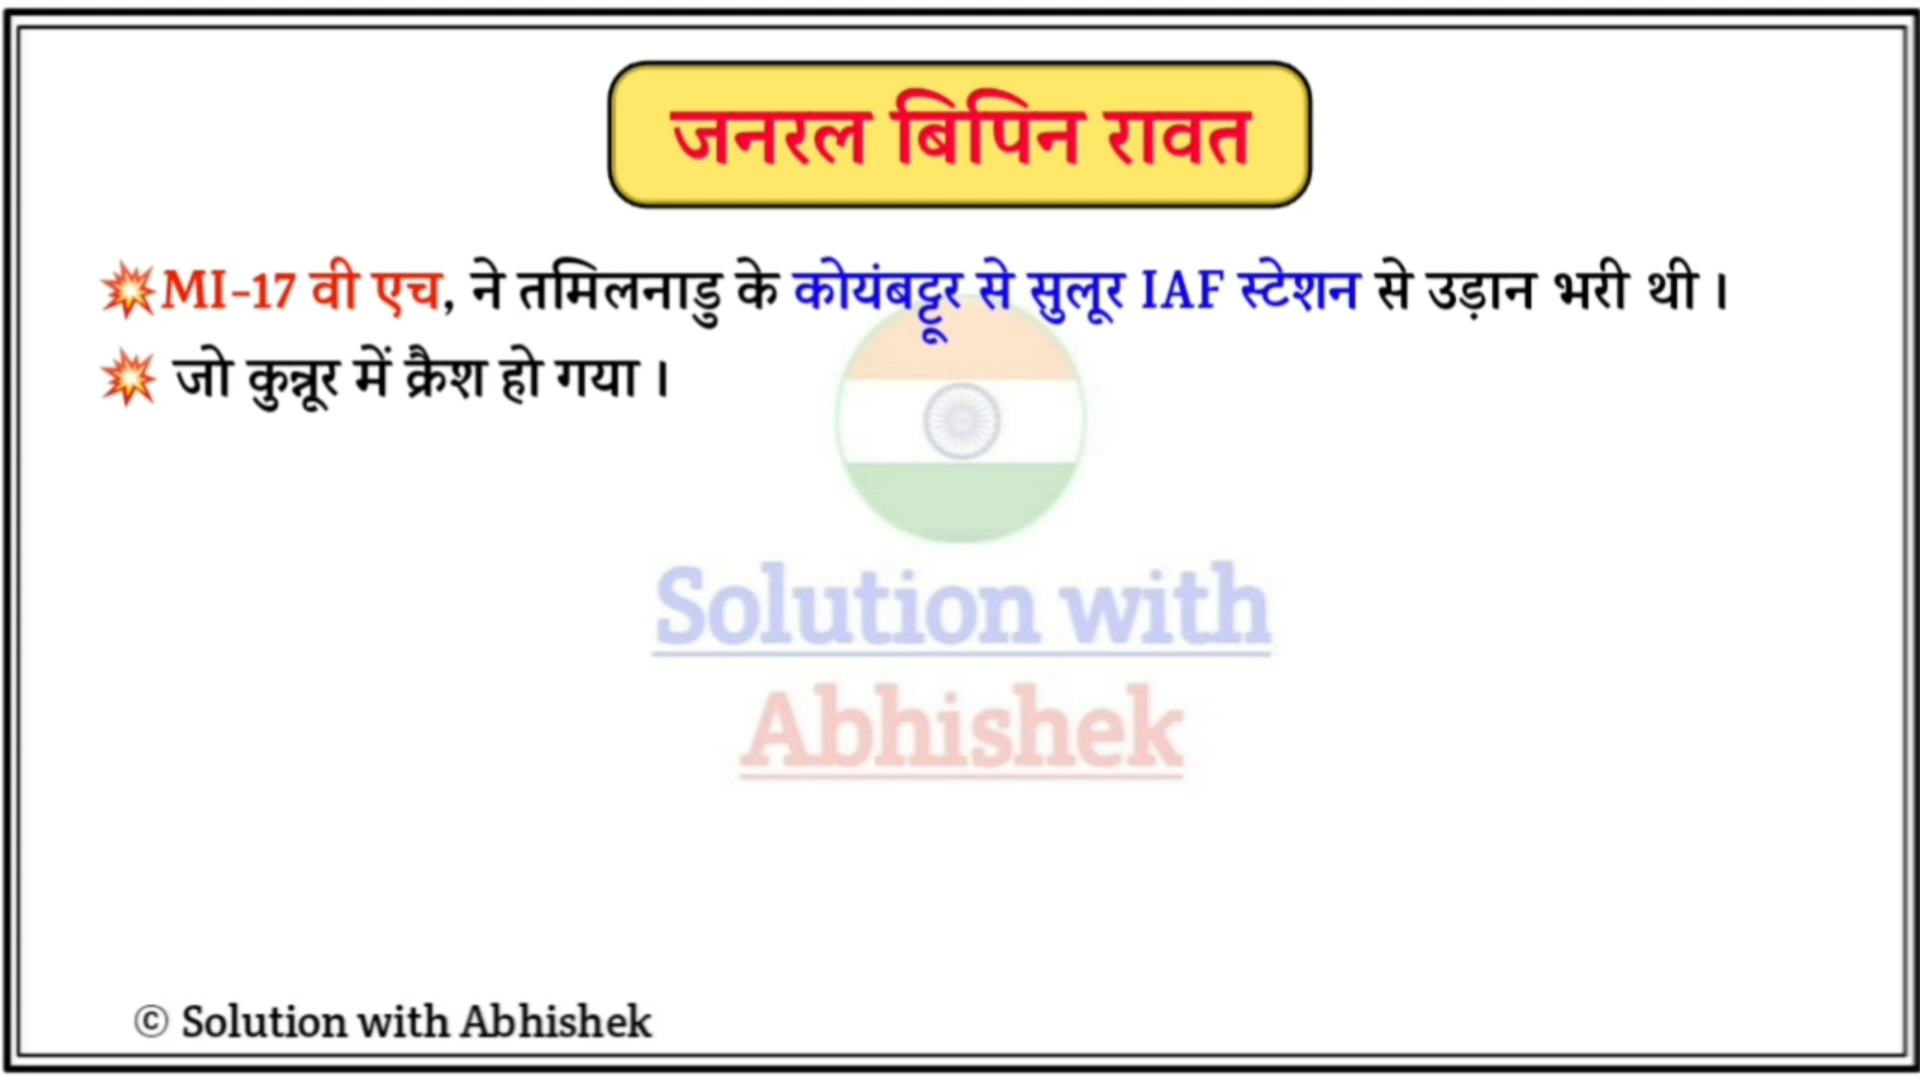 जनरल बिपिन रावत
💥MI-17 वी एच, ने तमिलनाडु के कोयंबट्टूर से सुलूर IAF स्टेशन से उड़ान भरी थी ।
💥 जो कुन्नूर में क्रैश हो गया ।
Solution with
Abhishek
© Solution with Abhishek